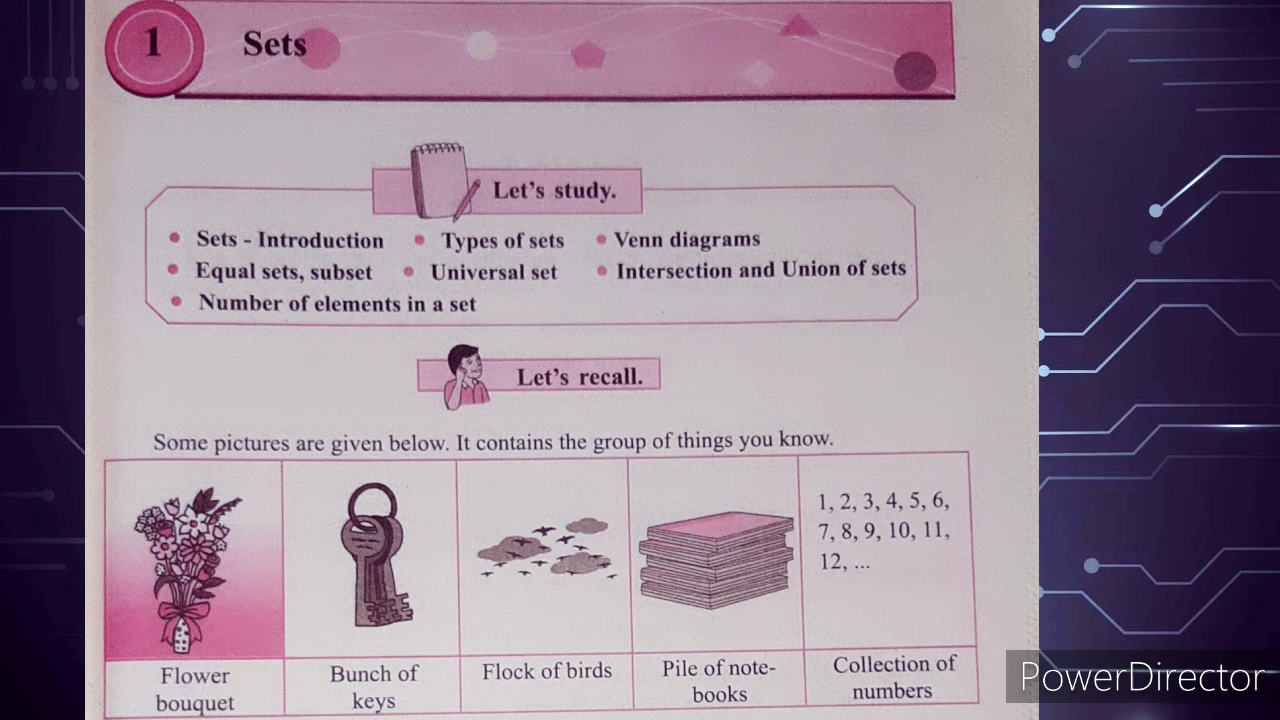 1
Sets
Let's study.
Sets - Introduction
Types of sets
Venn diagrams
Equal sets, subset
Universal set
Intersection and Union of sets
Number of elements in a set
Let's recall.
Some pictures are given below. It contains the group of things you know.
1, 2, 3, 4, 5, 6,
7, 8, 9, 10, 11,
12, ...
Flower
bouquet
Bunch of
keys
Flock of birds
Pile of note-
books
Collection of
numbers
PowerDirector